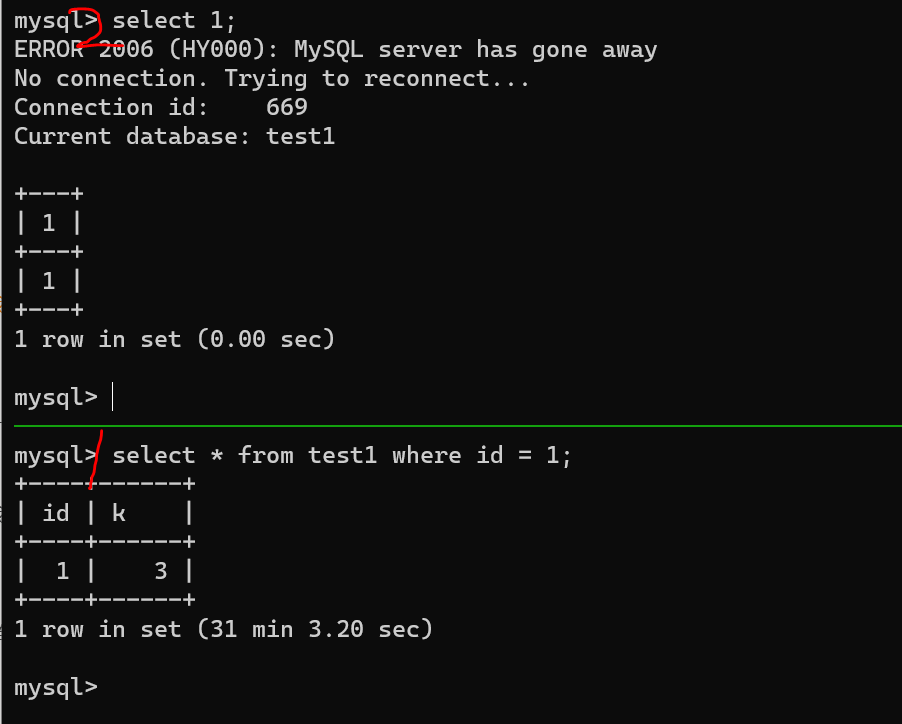 mysql> select 1;
ERROR 2006 (HY000): MySQL server has gone away
No connection. Trying to reconnect...
Connection id:    669
Current database: test1

+---+
| 1 |
+---+
| 1 |
+---+
1 row in set (0.00 sec)

mysql>
mysql> select * from test1 where id = 1;
+----+------+
| id | k    |
+----+------+
|  1 |    3 |
+----+------+
1 row in set (31 min 3.20 sec)

mysql>
2
1